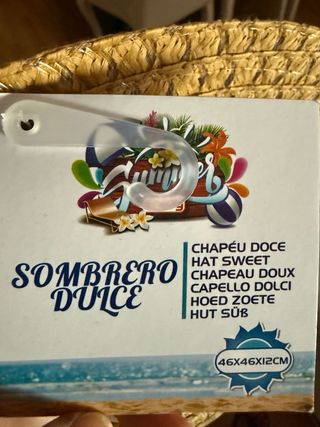 Summer
SOMBRERO
DULCE
CHAPÉU DOCE
HAT SWEET
CHAPEAU DOUX
CAPELLO DOLCI
HOED ZOETE
HUT SÜß
46X46X12CM